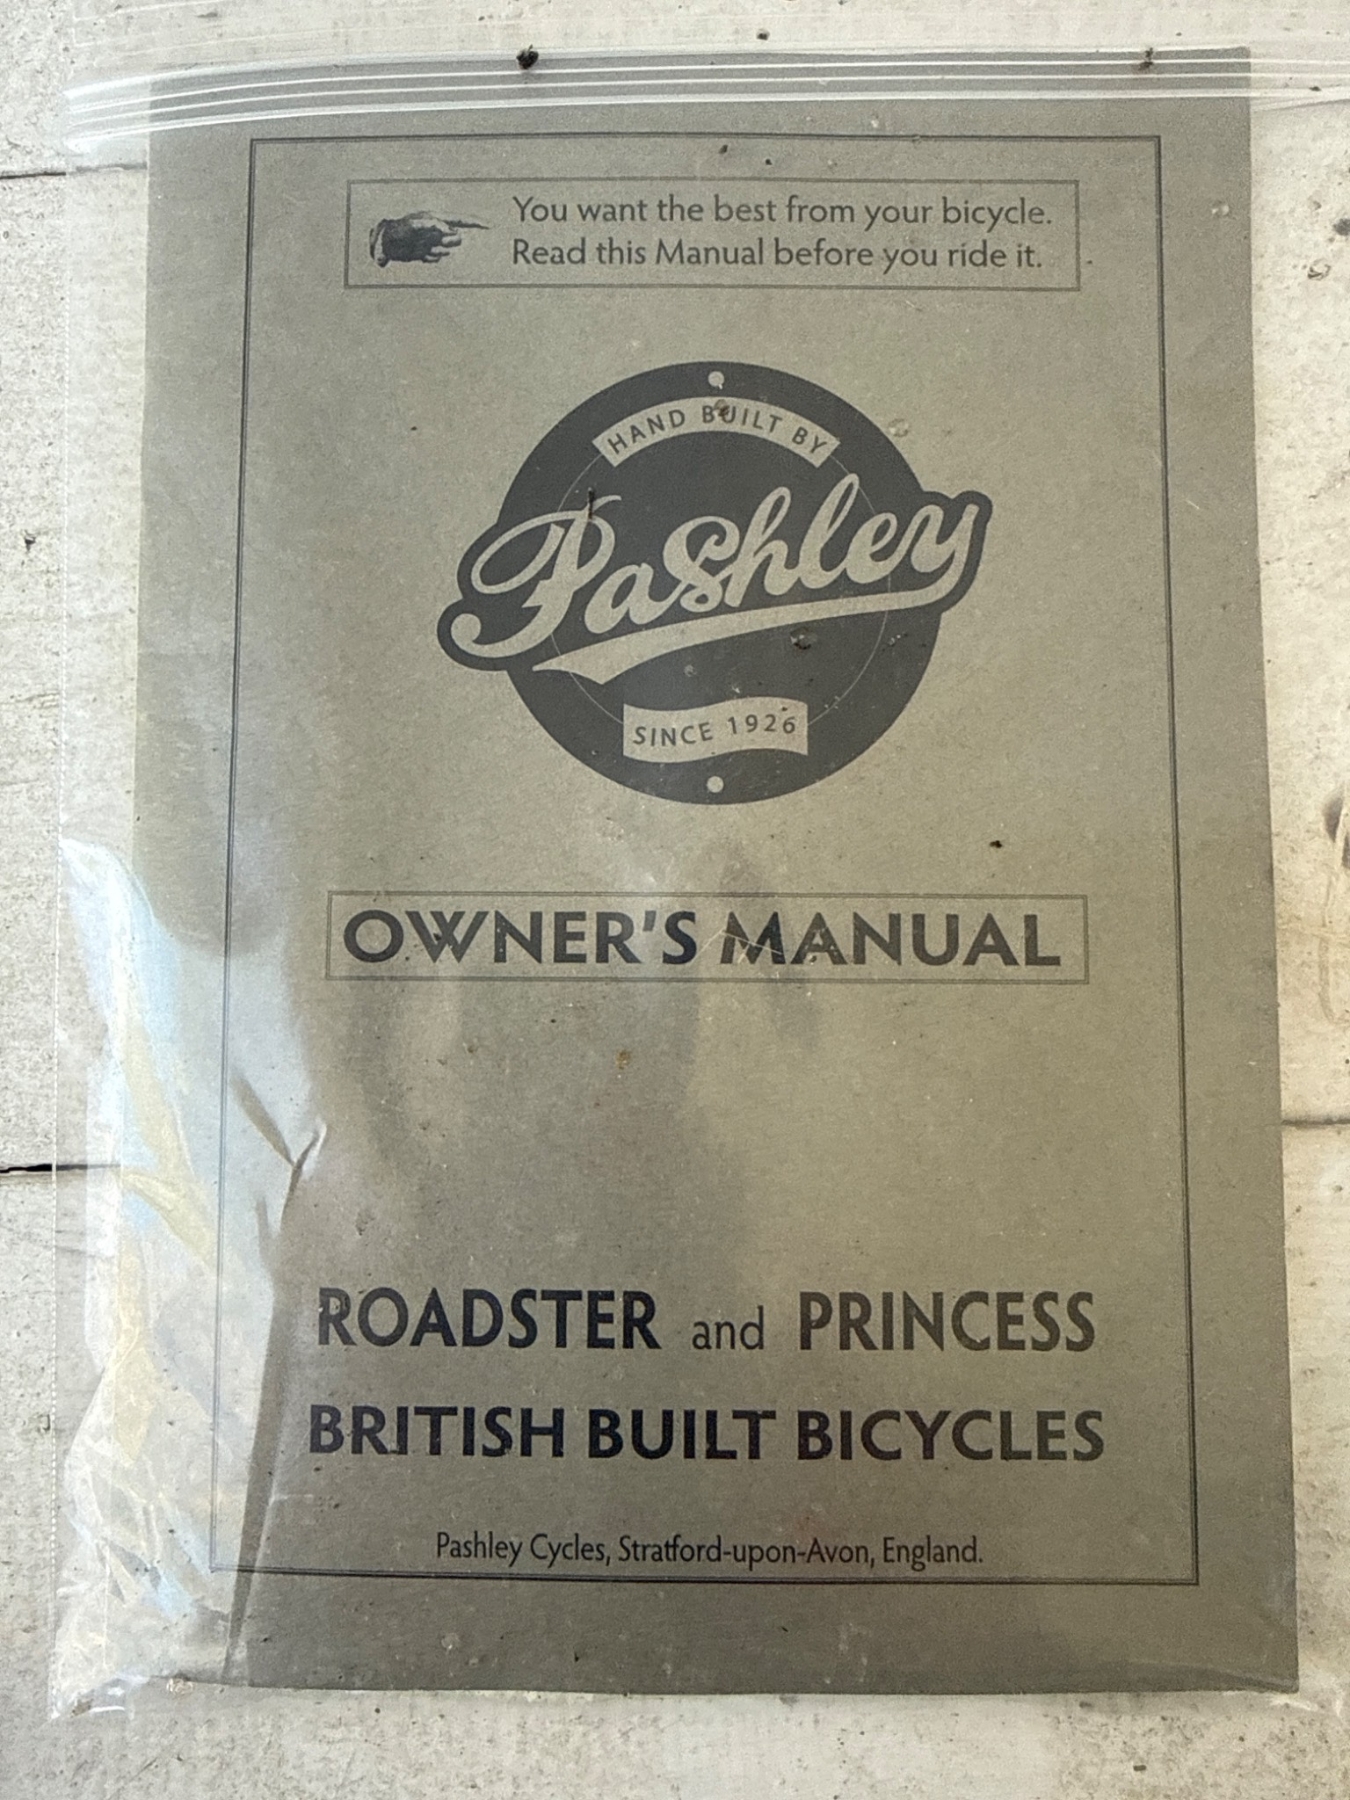 You want the best from your bicycle.
Read this Manual before you ride it.
HAND BUILT BY
Pashley
SINCE 1926
OWNER'S MANUAL
ROADSTER and PRINCESS
BRITISH BUILT BICYCLES
Pashley Cycles, Stratford-upon-Avon, England.